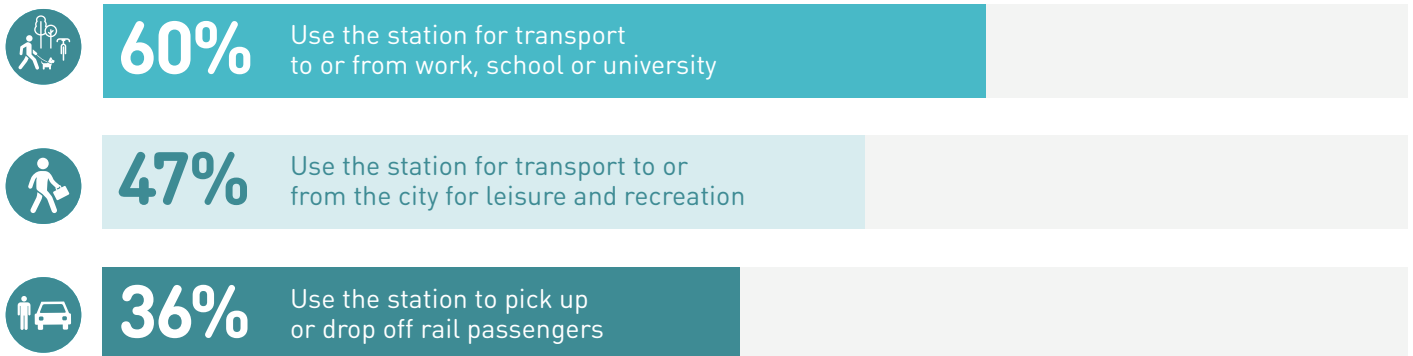 60%
Use the station for transport
to or from work, school or university
47%
Use the station for transport to or
from the city for leisure and recreation
36%
Use the station to pick up
or drop off rail passengers